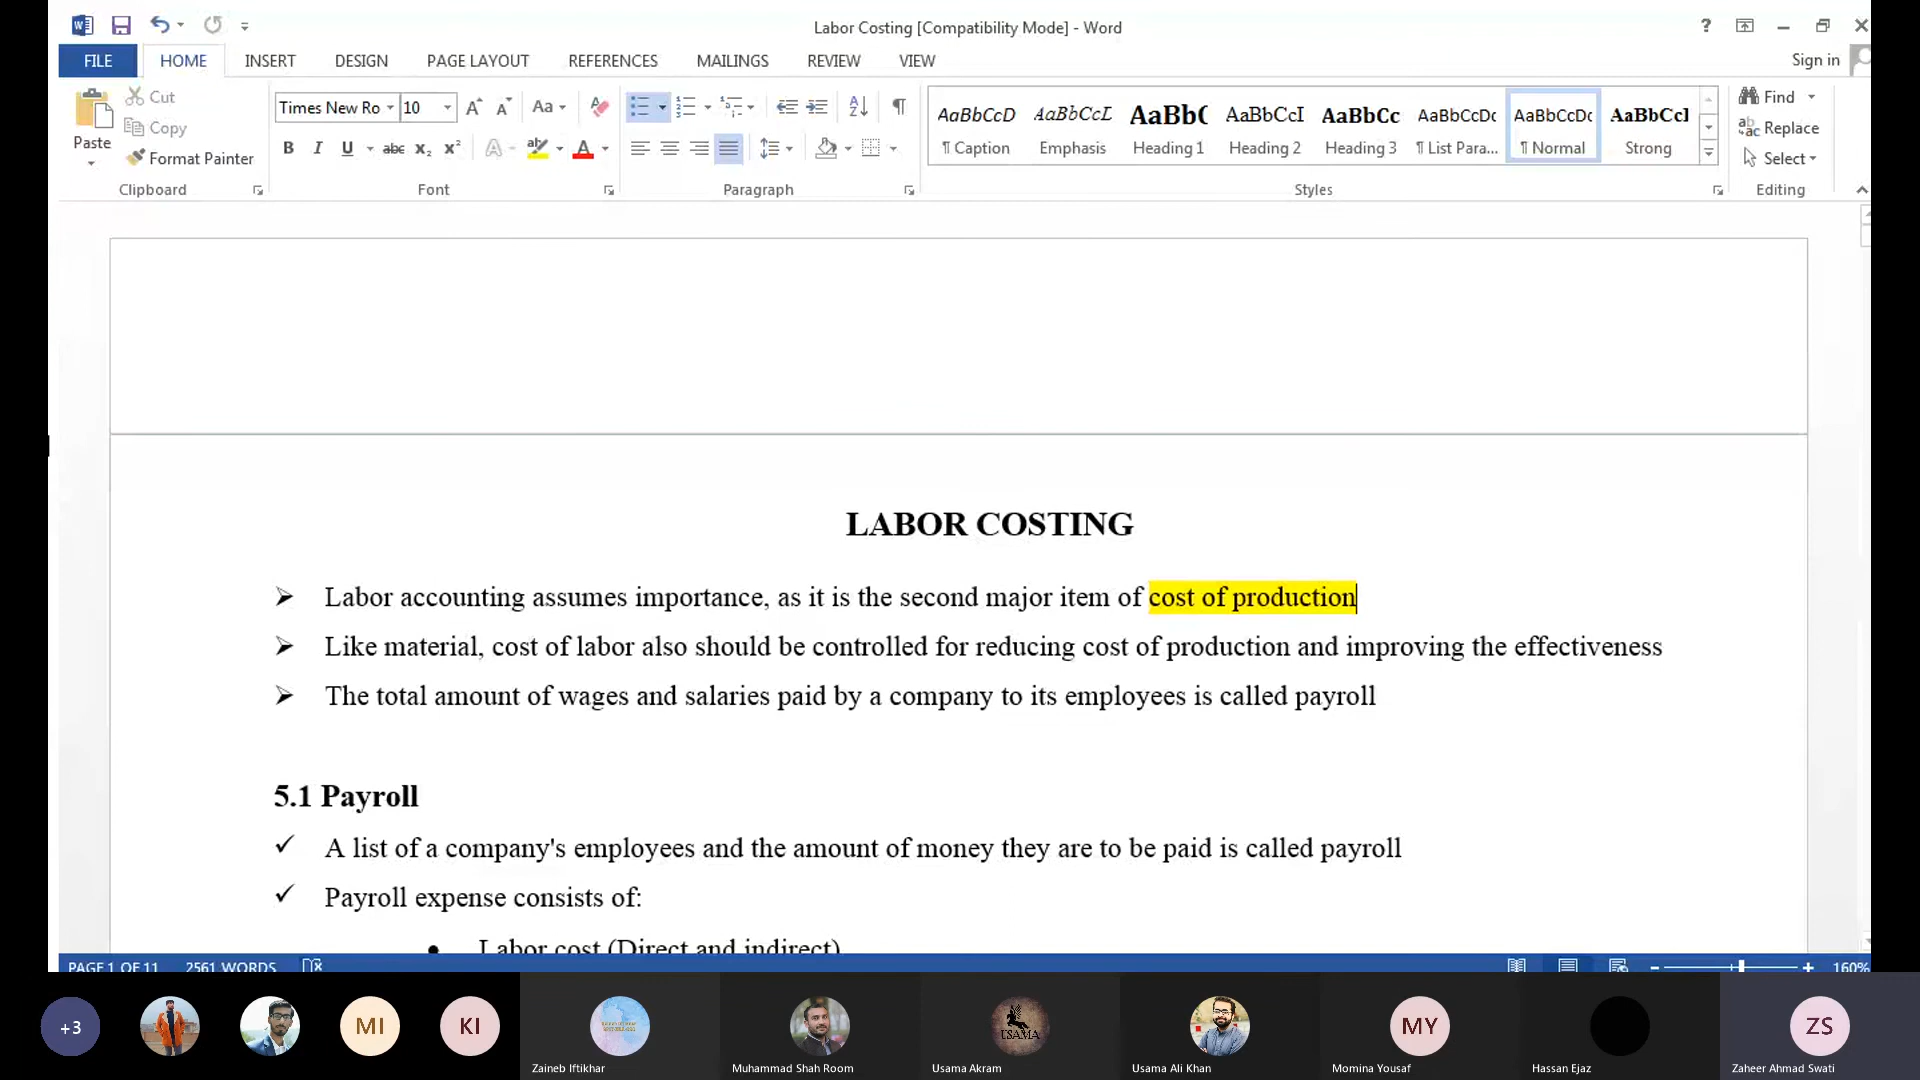 Labor Costing [Compatibility Mode] - Word
?
FILE HOME INSERT DESIGN PAGE LAYOUT REFERENCES MAILINGS REVIEW VIEW Sign in
Paste
Cut
Copy
Format Painter
Clipboard
Times New Ro 10 Aa
B I U abc x₂ x² A A
Font
Paragraph
AaBbCcD AaBbCcL AaBb( AaBbCcI AaBbCc AaBbCcDc AaBbCcDc AaBbCcI
¶ Caption Emphasis Heading 1 Heading 2 Heading 3 ¶ List Para... ¶ Normal Strong
Styles
Find
Replace
Select
Editing
LABOR COSTING
➢ Labor accounting assumes importance, as it is the second major item of cost of production
➢ Like material, cost of labor also should be controlled for reducing cost of production and improving the effectiveness
➢ The total amount of wages and salaries paid by a company to its employees is called payroll
5.1 Payroll
✓ A list of a company's employees and the amount of money they are to be paid is called payroll
✓ Payroll expense consists of:
• Labor cost (Direct and indirect)
PAGE 1 OF 11 2561 WORDS 160%
+3 MI KI USAMA MY ZS
Zaineb Iftikhar Muhammad Shah Room Usama Akram Usama Ali Khan Momina Yousaf Hassan Ejaz Zaheer Ahmad Swati